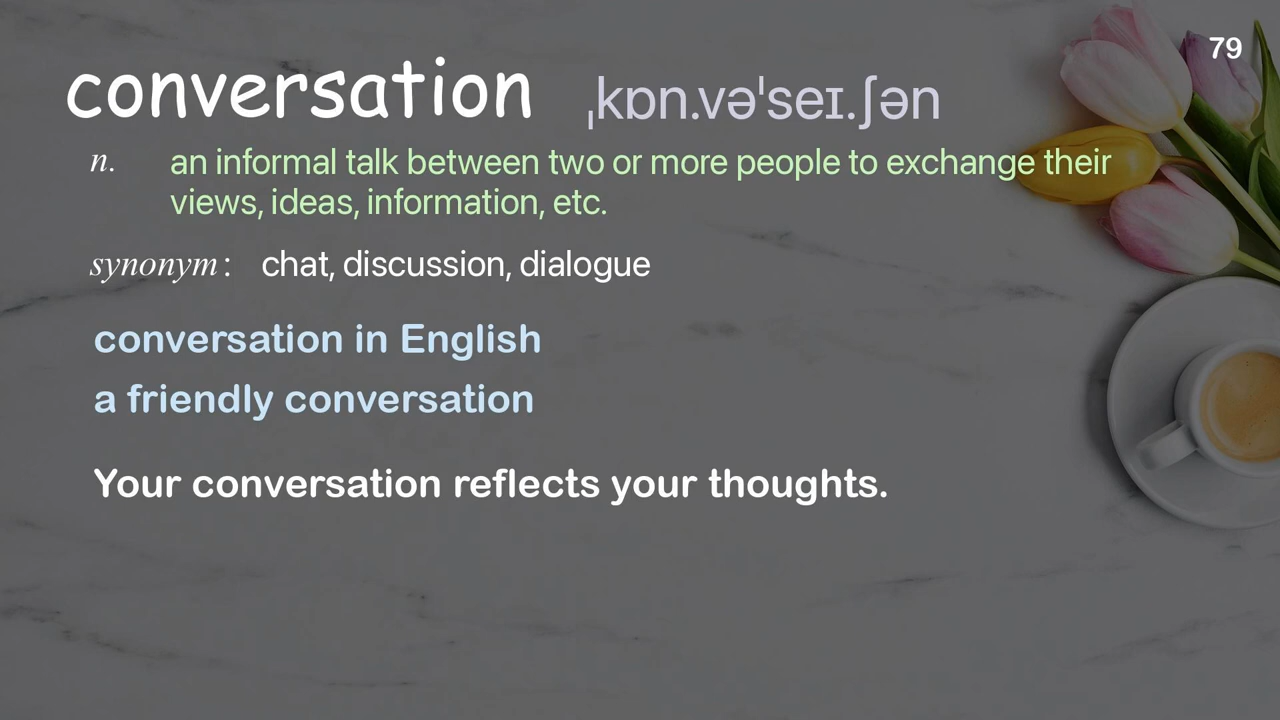 79
conversation ˌkɒn.vəˈseɪ.ʃən
n. an informal talk between two or more people to exchange their
views, ideas, information, etc.
synonym : chat, discussion, dialogue
conversation in English
a friendly conversation
Your conversation reflects your thoughts.